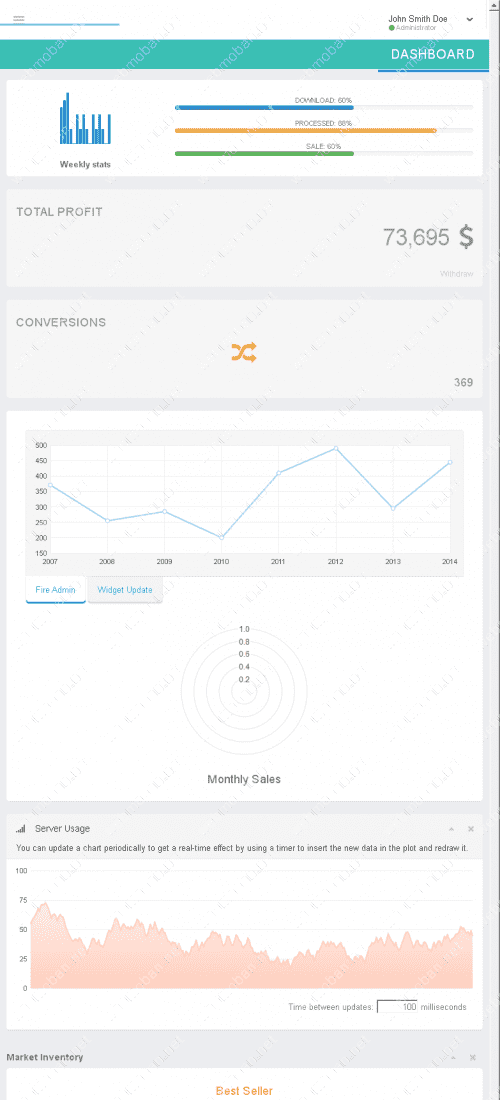 John Smith Doe
Administrator
DASHBOARD
DOWNLOAD: 60%
PROCESSED: 88%
SALE: 60%
Weekly stats
TOTAL PROFIT
73,695 $
Withdraw
CONVERSIONS
369
500
450
400
350
300
250
200
150
2007 2008 2009 2010 2011 2012 2013 2014
Fire Admin Widget Update
1.0
0.8
0.6
0.4
0.2
Monthly Sales
Server Usage
You can update a chart periodically to get a real-time effect by using a timer to insert the new data in the plot and redraw it.
100
75
50
25
0
Time between updates: 100 milliseconds
Market Inventory
Best Seller